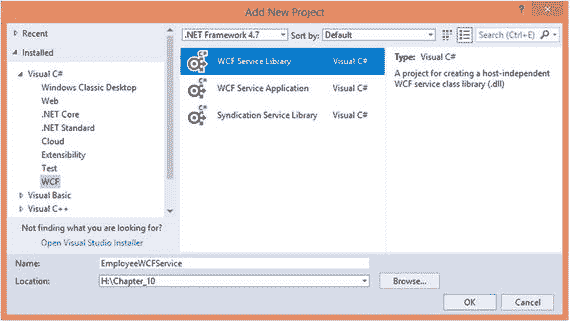 Add New Project
Recent
.NET Framework 4.7
Sort by:
Default
Search (Ctrl+E)
Installed
Visual C#
Windows Classic Desktop
Web
.NET Core
.NET Standard
Cloud
Extensibility
Test
WCF
Visual Basic
Visual C++
Not finding what you are looking for?
Open Visual Studio Installer
WCF Service Library
Visual C#
WCF Service Application
Visual C#
Syndication Service Library
Visual C#
Type: Visual C#
A project for creating a host-independent
WCF service class library (.dll)
Name:
EmployeeWCFService
Location:
H:\Chapter_10
Browse...
OK
Cancel